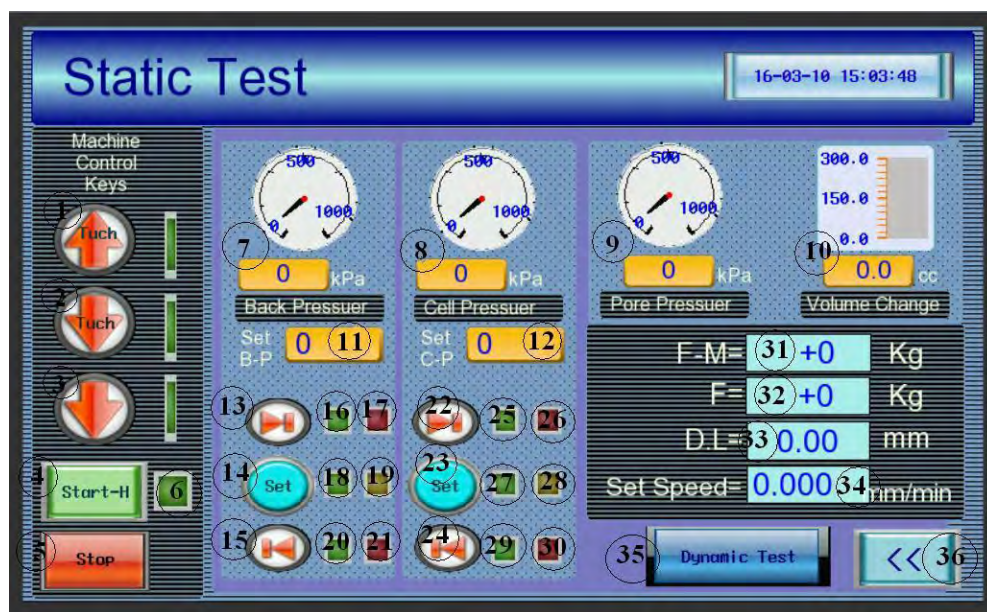 Static Test
16-03-10 15:03:48
Machine
Control
Keys
1
Tuch
2
Tuch
3
4
Start-H
6
5
Stop
500
0
1000
7
0
kPa
Back Pressuer
Set
B-P
0
11
13
16
17
14
Set
18
19
15
20
21
500
0
1000
8
0
kPa
Cell Pressuer
Set
C-P
0
12
22
25
26
23
Set
27
28
24
29
30
500
0
1000
9
0
kPa
Pore Pressuer
300.0
150.0
0.0
10
0.0
cc
Volume Change
F-M= 31 +0 Kg
F= 32 +0 Kg
D.L= 33 0.00 mm
Set Speed= 0.000 34 mm/min
35
Dynamic Test
<<
36